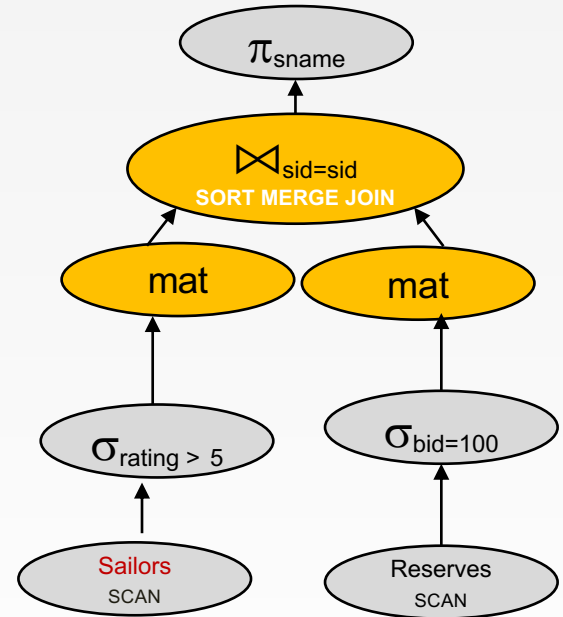 πsname
⋈sid=sid
SORT MERGE JOIN
mat
mat
σrating > 5
σbid=100
Sailors
SCAN
Reserves
SCAN